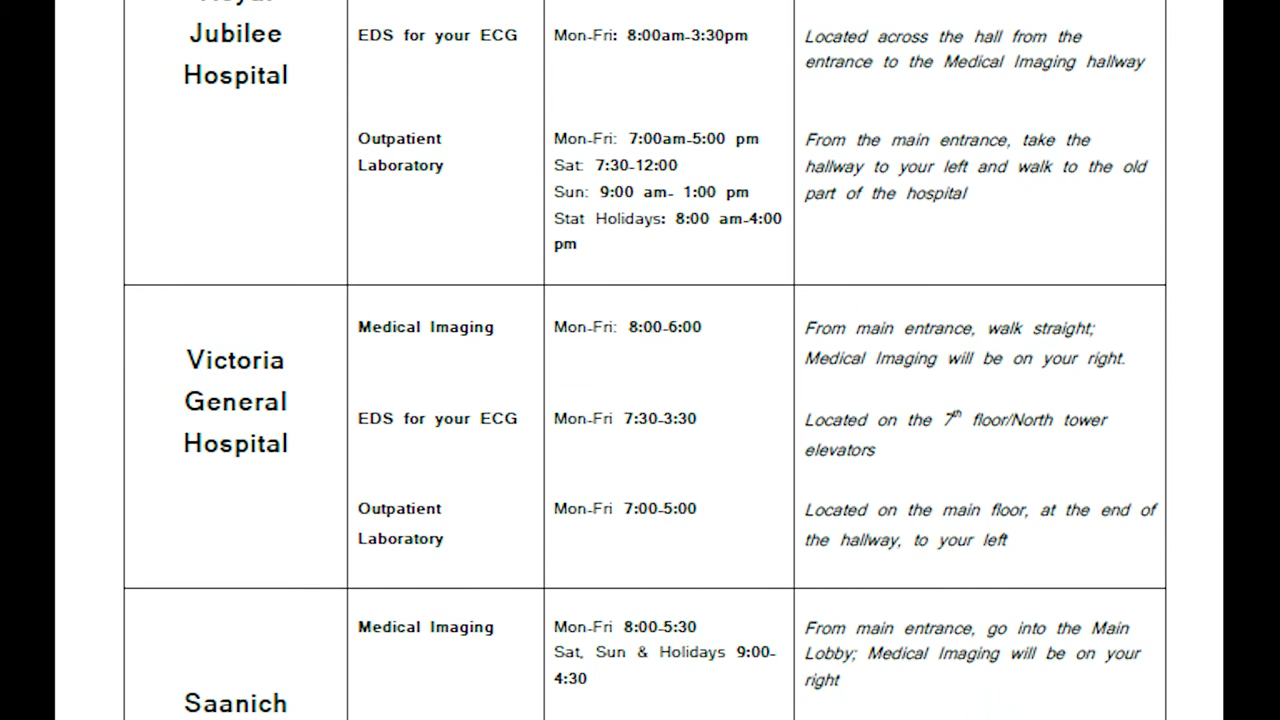 Jubilee
Hospital
EDS for your ECG
Mon-Fri: 8:00am-3:30pm
Located across the hall from the
entrance to the Medical Imaging hallway
Outpatient
Laboratory
Mon-Fri: 7:00am-5:00 pm
Sat: 7:30-12:00
Sun: 9:00 am- 1:00 pm
Stat Holidays: 8:00 am-4:00
pm
From the main entrance, take the
hallway to your left and walk to the old
part of the hospital
Victoria
General
Hospital
Medical Imaging
Mon-Fri: 8:00-6:00
From main entrance, walk straight;
Medical Imaging will be on your right.
EDS for your ECG
Mon-Fri 7:30-3:30
Located on the 7th floor/North tower
elevators
Outpatient
Laboratory
Mon-Fri 7:00-5:00
Located on the main floor, at the end of
the hallway, to your left
Saanich
Medical Imaging
Mon-Fri 8:00-5:30
Sat, Sun & Holidays 9:00-
4:30
From main entrance, go into the Main
Lobby; Medical Imaging will be on your
right